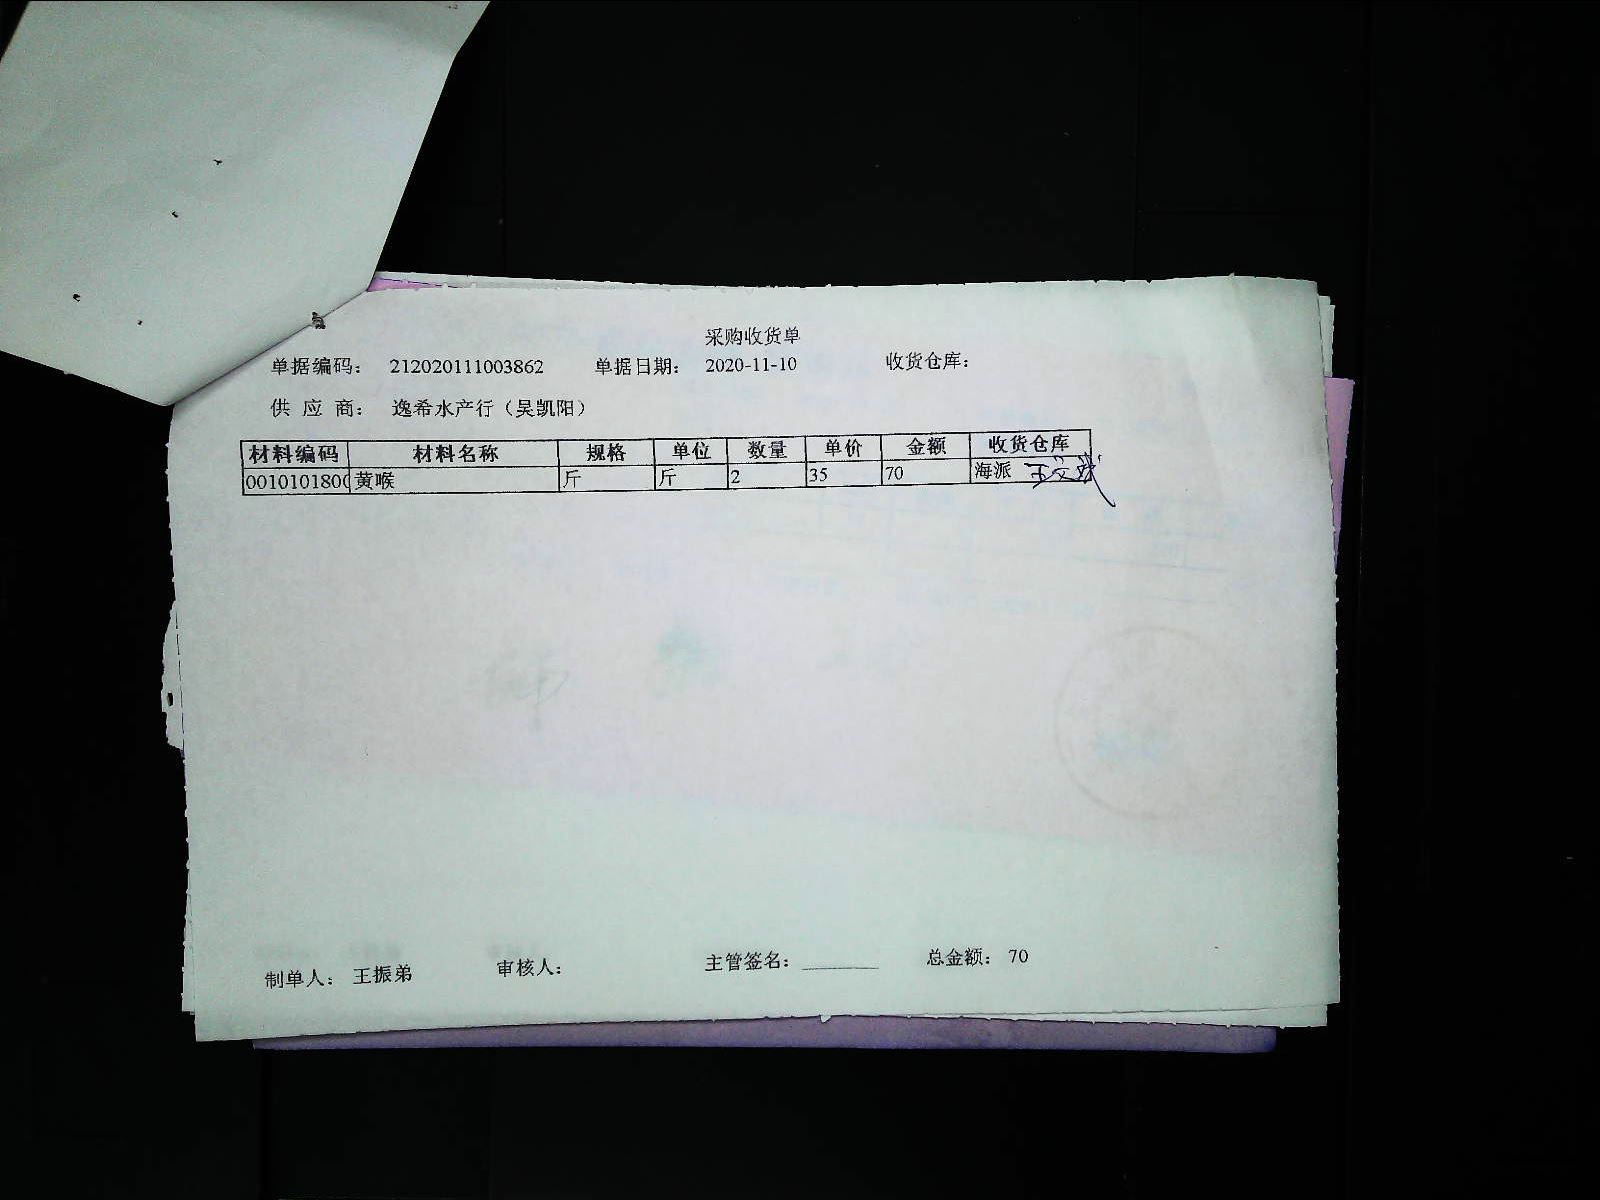 采购收货单
单据编码： 212020111003862 单据日期： 2020-11-10 收货仓库：
供 应 商： 逸希水产行（吴凯阳）
材料编码 材料名称 规格 单位 数量 单价 金额 收货仓库
0010101800 黄喉 斤 斤 2 35 70 海派
制单人： 王振弟 审核人： 主管签名： 总金额： 70